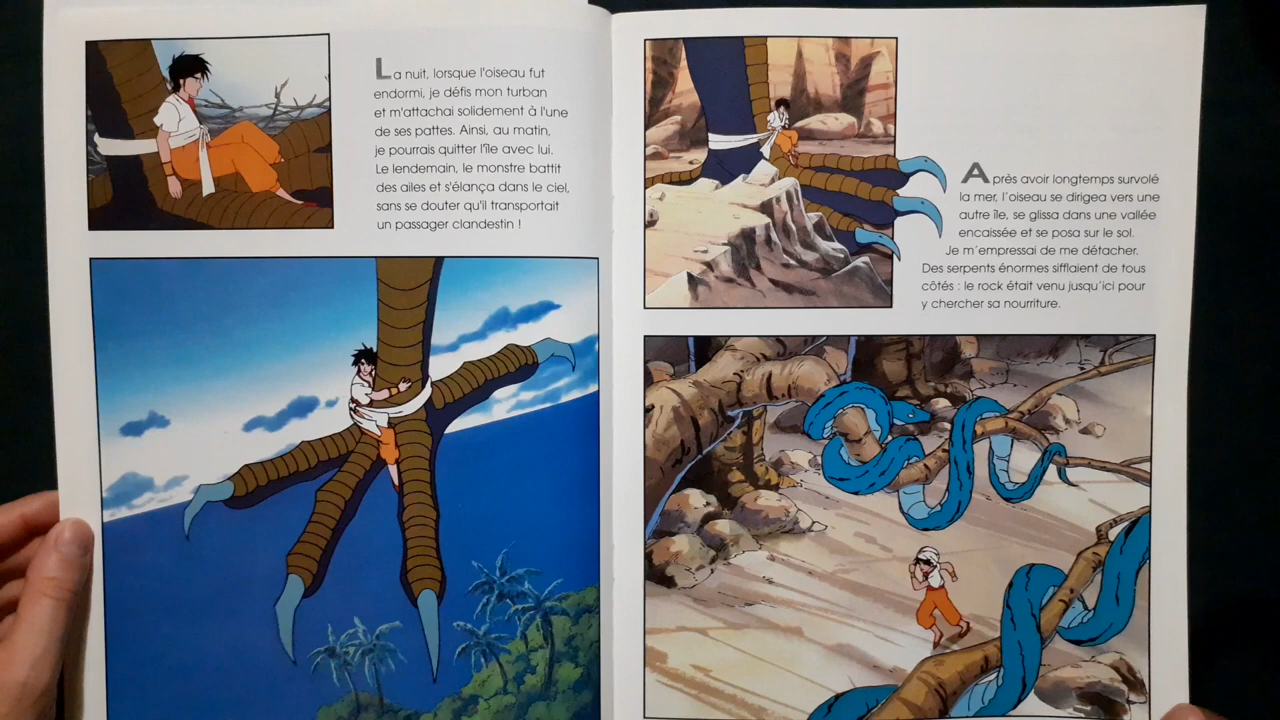 La nuit, lorsque l'oiseau fut
endormi, je défis mon turban
et m'attachai solidement à l'une
de ses pattes. Ainsi, au matin,
je pourrais quitter l'île avec lui.
Le lendemain, le monstre battit
des ailes et s'élança dans le ciel,
sans se douter qu'il transportait
un passager clandestin !
Après avoir longtemps survolé
la mer, l'oiseau se dirigea vers une
autre île, se glissa dans une vallée
encaissée et se posa sur le sol.
Je m'empressai de me détacher.
Des serpents énormes sifflaient de tous
côtés : le rock était venu jusqu'ici pour
y chercher sa nourriture.